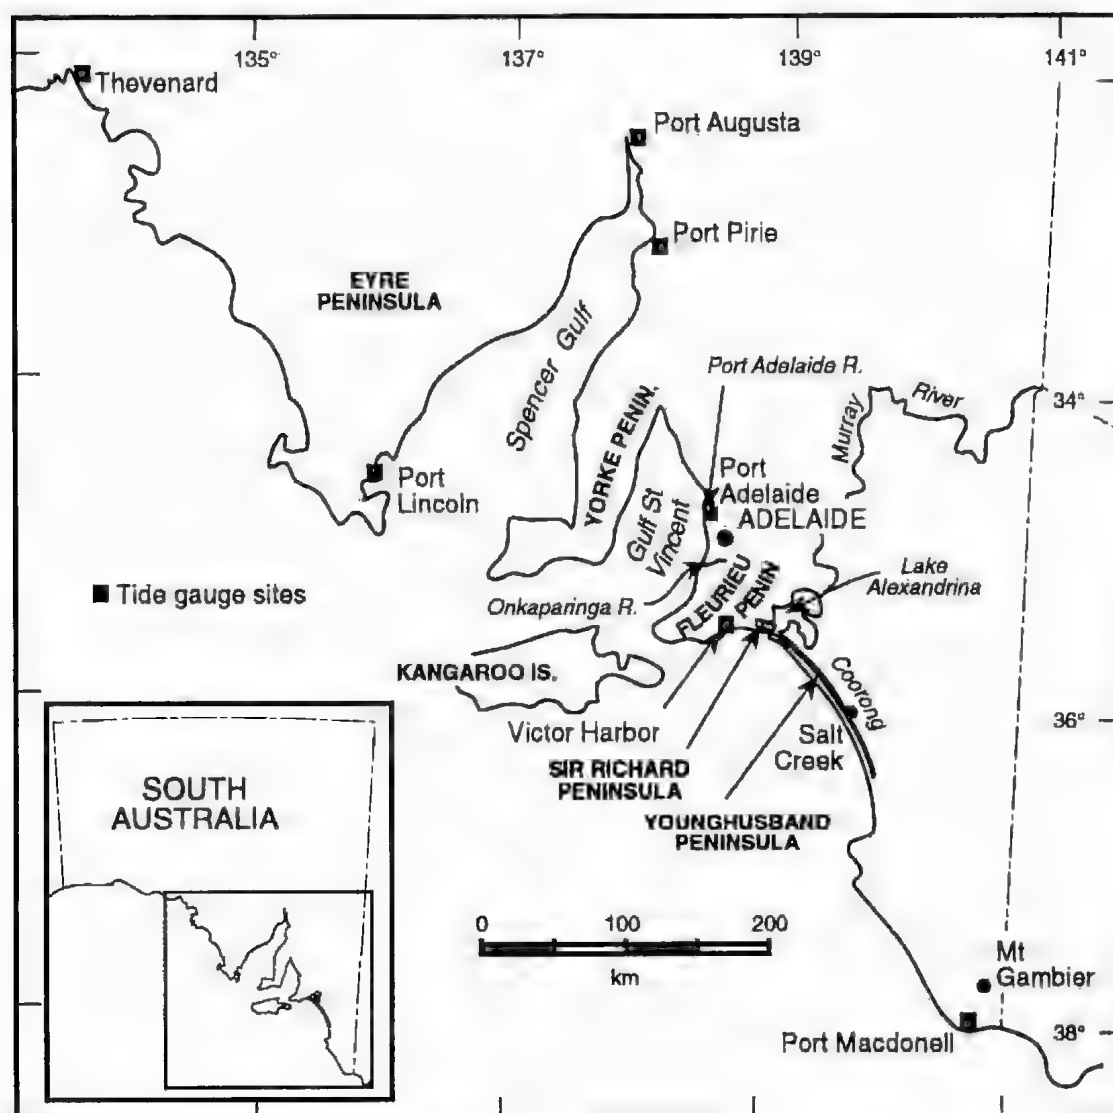 135°
137°
139°
141°
Thevenard
Port Augusta
Port Pirie
EYRE
PENINSULA
Spencer Gulf
Port Adelaide R.
YORKE PENIN.
Murray
River
34°
Port
Lincoln
Port
Adelaide
ADELAIDE
Gulf St
Vincent
Tide gauge sites
Onkaparinga R.
FLEURIEU
PENIN
Lake
Alexandrina
KANGAROO IS.
Coorong
Victor Harbor
Salt
Creek
36°
SIR RICHARD
PENINSULA
YOUNGHUSBAND
PENINSULA
SOUTH
AUSTRALIA
0
100
200
km
Mt
Gambier
Port Macdonell
38°